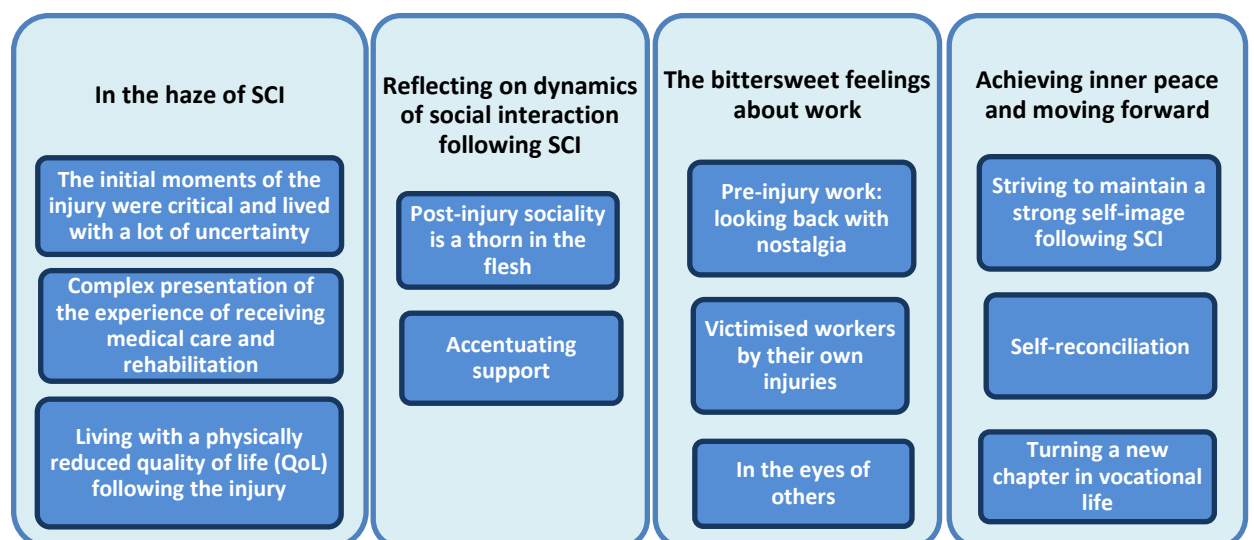 In the haze of SCI
The initial moments of the
injury were critical and lived
with a lot of uncertainty
Complex presentation of
the experience of receiving
medical care and
rehabilitation
Living with a physically
reduced quality of life (QoL)
following the injury
Reflecting on dynamics
of social interaction
following SCI
Post-injury sociality
is a thorn in the
flesh
Accentuating
support
The bittersweet feelings
about work
Pre-injury work:
looking back with
nostalgia
Victimised workers
by their own
injuries
In the eyes of
others
Achieving inner peace
and moving forward
Striving to maintain a
strong self-image
following SCI
Self-reconciliation
Turning a new
chapter in vocational
life